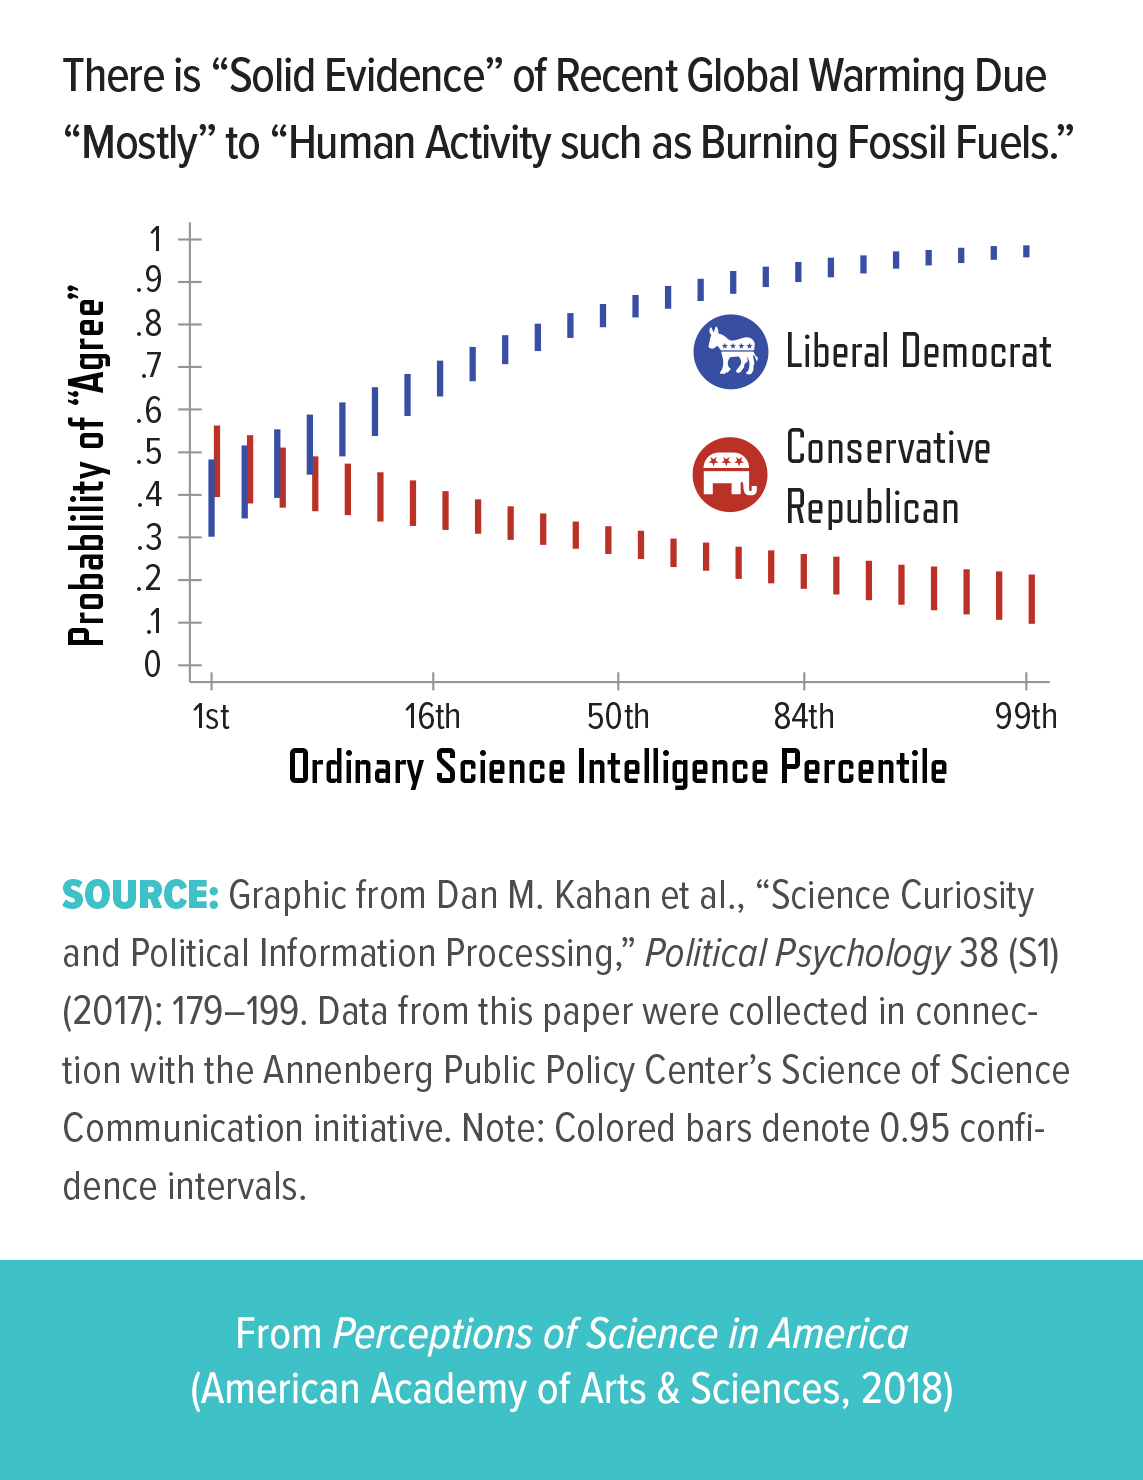 There is “Solid Evidence” of Recent Global Warming Due
“Mostly” to “Human Activity such as Burning Fossil Fuels.”
Probablility of “Agree”
1
.9
.8
.7
.6
.5
.4
.3
.2
.1
0
Liberal Democrat
Conservative
Republican
1st 16th 50th 84th 99th
Ordinary Science Intelligence Percentile
SOURCE: Graphic from Dan M. Kahan et al., “Science Curiosity
and Political Information Processing,” Political Psychology 38 (S1)
(2017): 179–199. Data from this paper were collected in connec-
tion with the Annenberg Public Policy Center’s Science of Science
Communication initiative. Note: Colored bars denote 0.95 confi-
dence intervals.
From Perceptions of Science in America
(American Academy of Arts & Sciences, 2018)